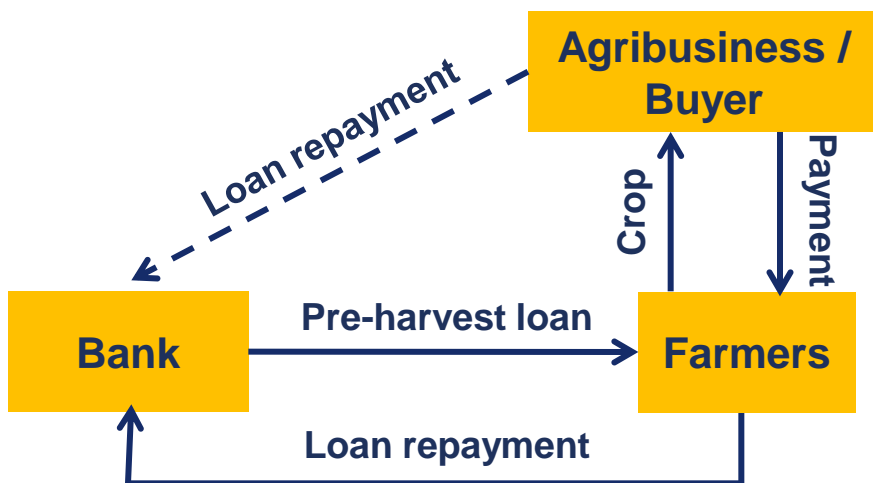 Agribusiness /
Buyer
Loan repayment
Crop
Payment
Bank
Pre-harvest loan
Farmers
Loan repayment